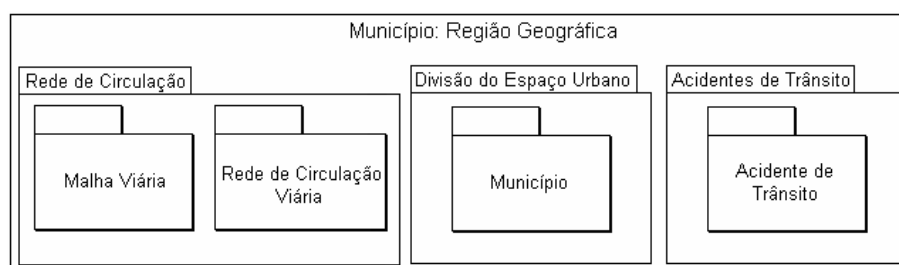 Município: Região Geográfica
Rede de Circulação
Divisão do Espaço Urbano
Acidentes de Trânsito
Malha Viária
Rede de Circulação
Viária
Município
Acidente de
Trânsito